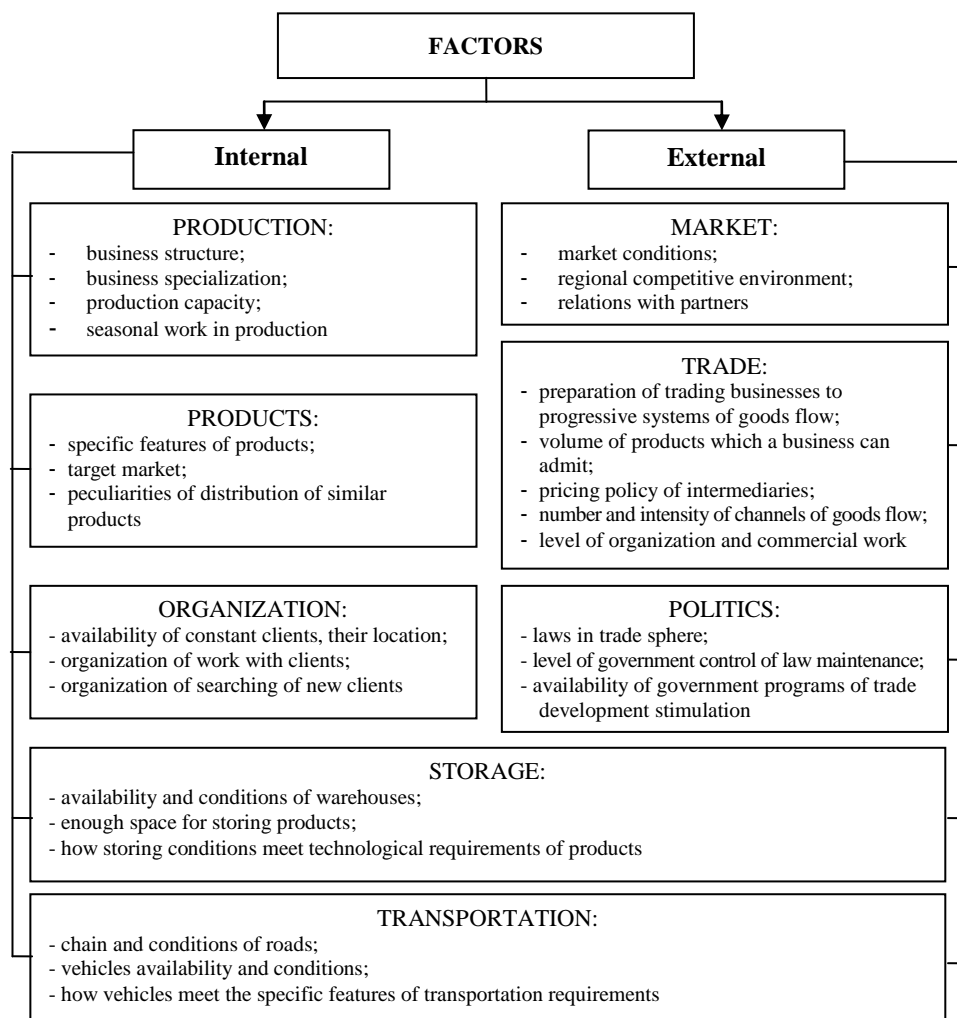 FACTORS
Internal
External
PRODUCTION:
- business structure;
- business specialization;
- production capacity;
- seasonal work in production
PRODUCTS:
- specific features of products;
- target market;
- peculiarities of distribution of similar
products
ORGANIZATION:
- availability of constant clients, their location;
- organization of work with clients;
- organization of searching of new clients
MARKET:
- market conditions;
- regional competitive environment;
- relations with partners
TRADE:
- preparation of trading businesses to
progressive systems of goods flow;
- volume of products which a business can
admit;
- pricing policy of intermediaries;
- number and intensity of channels of goods flow;
- level of organization and commercial work
POLITICS:
- laws in trade sphere;
- level of government control of law maintenance;
- availability of government programs of trade
development stimulation
STORAGE:
- availability and conditions of warehouses;
- enough space for storing products;
- how storing conditions meet technological requirements of products
TRANSPORTATION:
- chain and conditions of roads;
- vehicles availability and conditions;
- how vehicles meet the specific features of transportation requirements